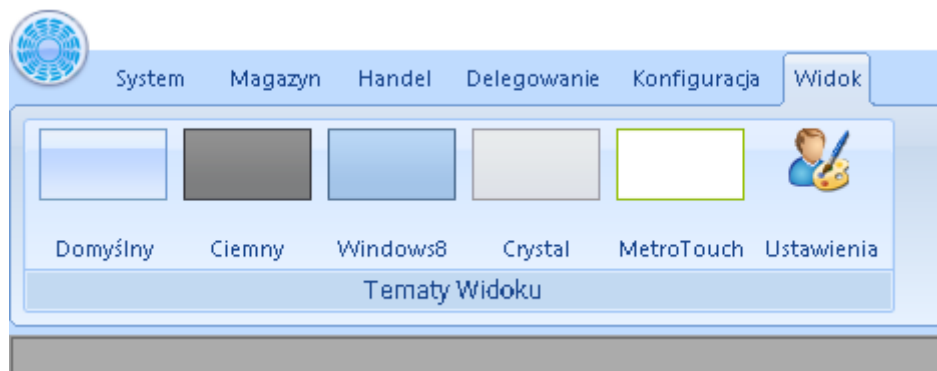 System Magazyn Handel Delegowanie Konfiguracja Widok
Domyślny Ciemny Windows8 Crystal MetroTouch Ustawienia
Tematy Widoku